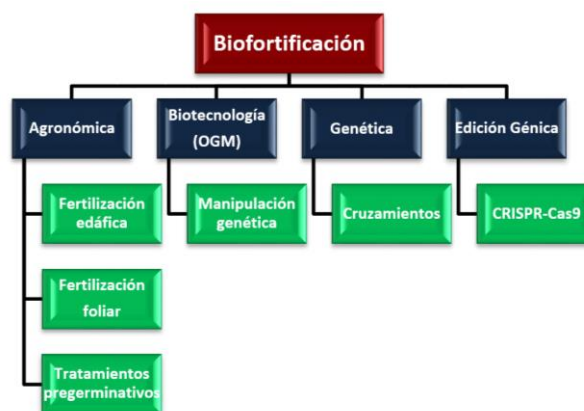 Biofortificación
Agronómica
Biotecnología
(OGM)
Genética
Edición Génica
Fertilización
edáfica
Manipulación
genética
Cruzamientos
CRISPR-Cas9
Fertilización
foliar
Tratamientos
pregerminativos